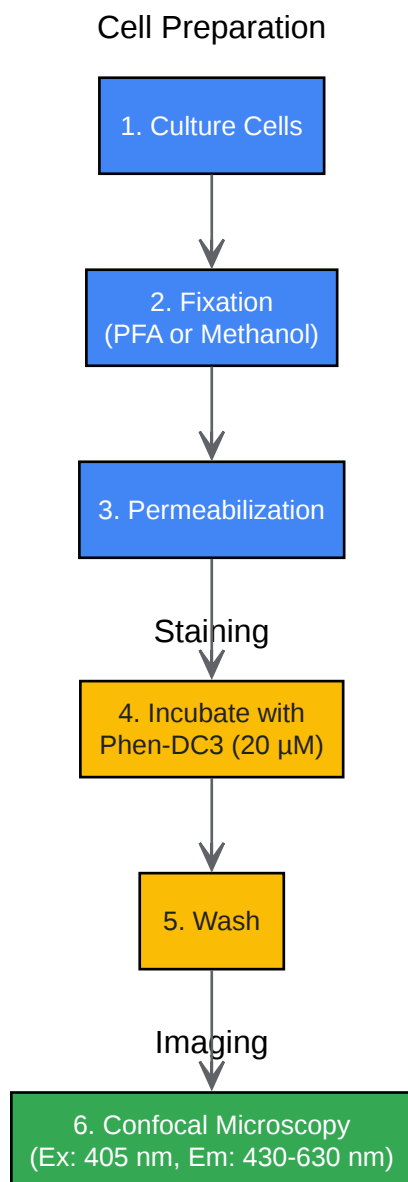 Cell Preparation
1. Culture Cells
2. Fixation
(PFA or Methanol)
3. Permeabilization
Staining
4. Incubate with
Phen-DC3 (20 µM)
5. Wash
Imaging
6. Confocal Microscopy
(Ex: 405 nm, Em: 430-630 nm)